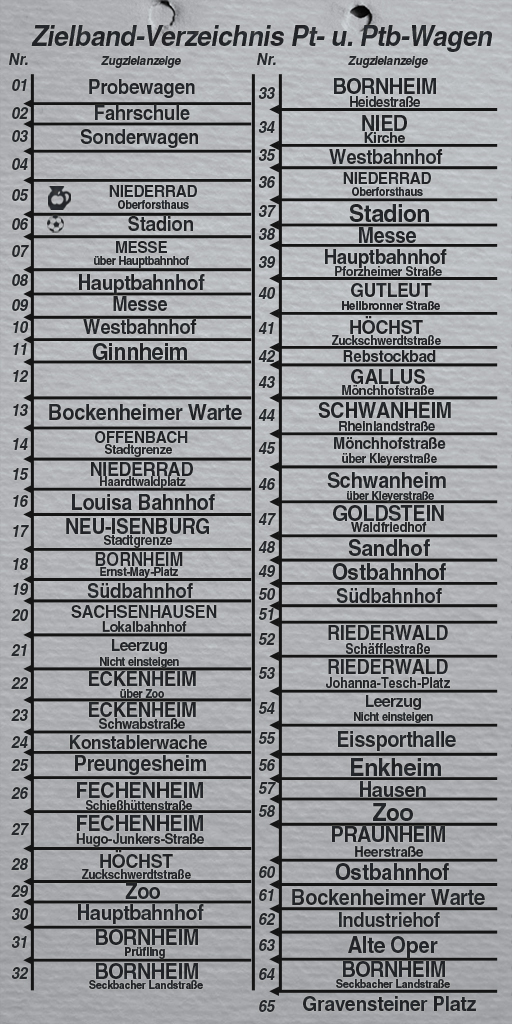 Zielband-Verzeichnis Pt- u. Ptb-Wagen
Nr. Zugzielanzeige
01 Probewagen
02 Fahrschule
03 Sonderwagen
04
05 NIEDERRAD
Oberforsthaus
06 Stadion
07 MESSE
über Hauptbahnhof
08 Hauptbahnhof
09 Messe
10 Westbahnhof
11 Ginnheim
12
13 Bockenheimer Warte
14 OFFENBACH
Stadtgrenze
15 NIEDERRAD
Haardtwaldplatz
16 Louisa Bahnhof
17 NEU-ISENBURG
Stadtgrenze
18 BORNHEIM
Ernst-May-Platz
19 Südbahnhof
20 SACHSENHAUSEN
Lokalbahnhof
21 Leerzug
Nicht einsteigen
22 ECKENHEIM
über Zoo
23 ECKENHEIM
Schwabstraße
24 Konstablerwache
25 Preungesheim
26 FECHENHEIM
Schießhüttenstraße
27 FECHENHEIM
Hugo-Junkers-Straße
28 HÖCHST
Zuckschwerdtstraße
29 Zoo
30 Hauptbahnhof
31 BORNHEIM
Prüfling
32 BORNHEIM
Seckbacher Landstraße
Nr. Zugzielanzeige
33 BORNHEIM
Heidestraße
34 NIED
Kirche
35 Westbahnhof
36 NIEDERRAD
Oberforsthaus
37 Stadion
38 Messe
39 Hauptbahnhof
Pforzheimer Straße
40 GUTLEUT
Heilbronner Straße
41 HÖCHST
Zuckschwerdtstraße
42 Rebstockbad
43 GALLUS
Mönchhofstraße
44 SCHWANHEIM
Rheinlandstraße
45 Mönchhofstraße
über Kleyerstraße
46 Schwanheim
über Kleyerstraße
47 GOLDSTEIN
Waldfriedhof
48 Sandhof
49 Ostbahnhof
50 Südbahnhof
51
52 RIEDERWALD
Schäfflestraße
53 RIEDERWALD
Johanna-Tesch-Platz
54 Leerzug
Nicht einsteigen
55 Eissporthalle
56 Enkheim
57 Hausen
58 Zoo
PRAUNHEIM
Heerstraße
60 Ostbahnhof
61 Bockenheimer Warte
62 Industriehof
63 Alte Oper
64 BORNHEIM
Seckbacher Landstraße
65 Gravensteiner Platz